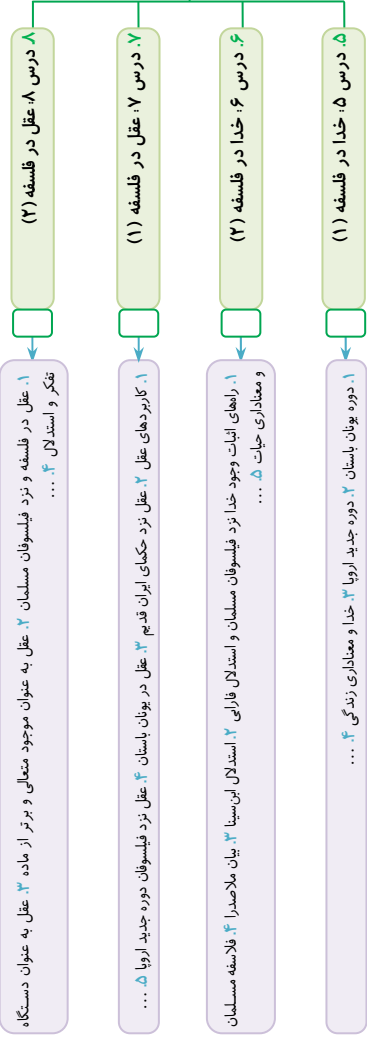 ۵. درس ۵: خدا در فلسفه (۱)
۱. دوره یونان باستان ۲. دوره جدید اروپا ۳. خدا و معناداری زندگی ۴. ...
۶. درس ۶: خدا در فلسفه (۲)
۱. راه‌های اثبات وجود خدا نزد فیلسوفان مسلمان و استدلال فارابی ۲. استدلال ابن‌سینا ۳. بیان ملاصدرا ۴. فلاسفه مسلمان
و معناداری حیات ۵. ...
۷. درس ۷: عقل در فلسفه (۱)
۱. کاربردهای عقل ۲. عقل نزد حکمای ایران قدیم ۳. عقل در یونان باستان ۴. عقل نزد فیلسوفان دوره جدید اروپا ۵. ...
۸. درس ۸: عقل در فلسفه (۲)
۱. عقل در فلسفه و نزد فیلسوفان مسلمان ۲. عقل به عنوان موجود متعالی و برتر از ماده ۳. عقل به عنوان دستگاه
تفکر و استدلال ۴. ...